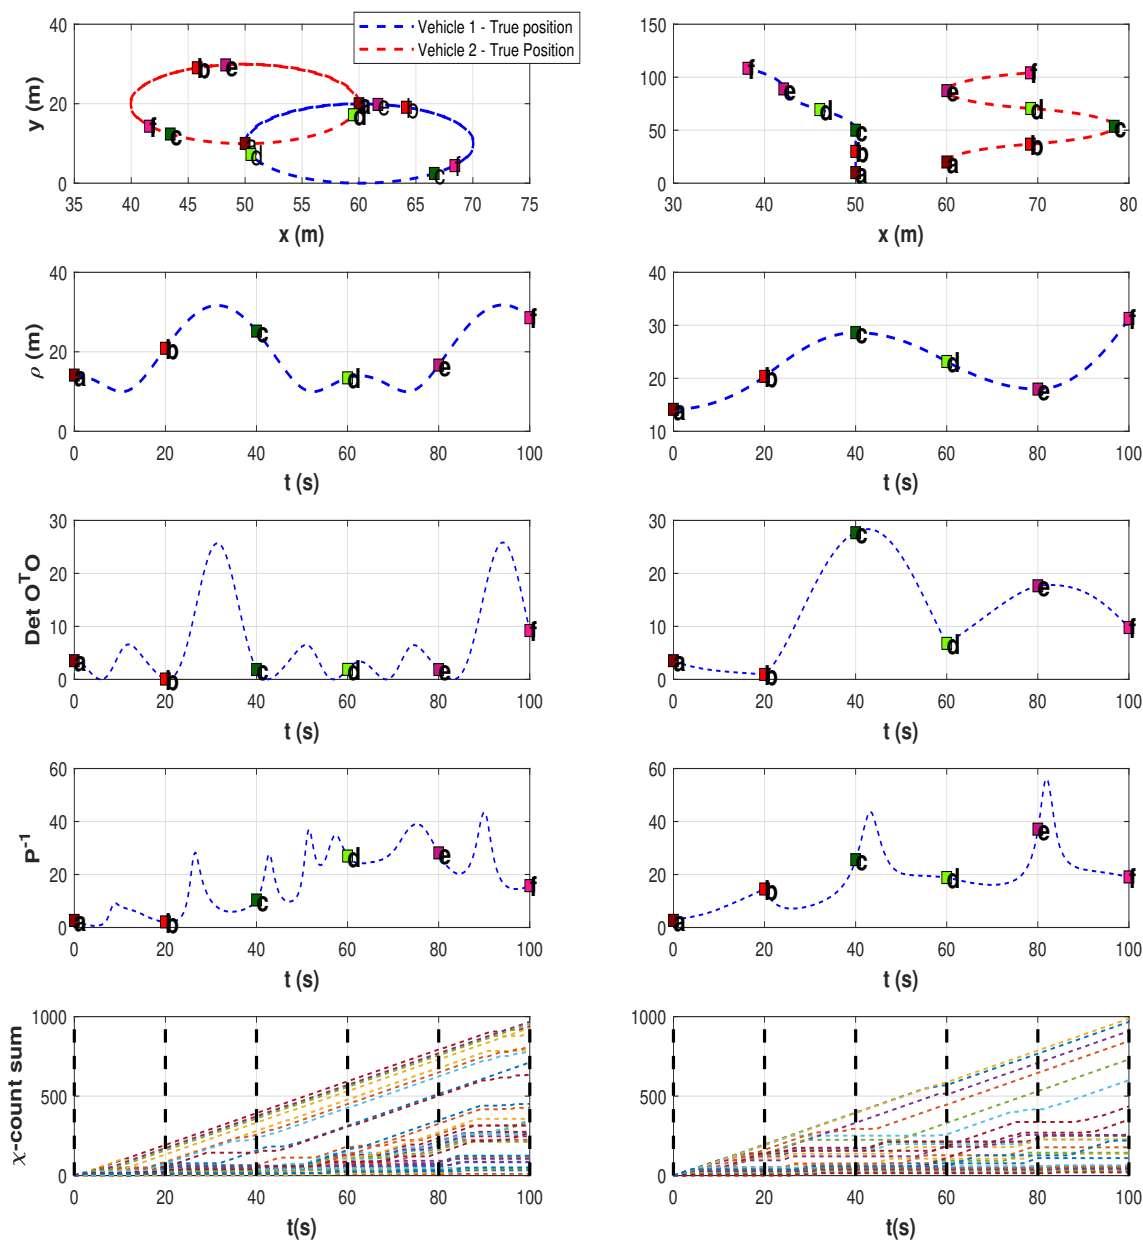 Vehicle 1 - True position
Vehicle 2 - True Position
y (m)
40
20
0
35 40 45 50 55 60 65 70 75
x (m)
a b c d e f
a b c d e f
150
100
50
0
30 40 50 60 70 80
x (m)
a b c d e f
a b c d e f
ρ (m)
40
20
0
0 20 40 60 80 100
t (s)
a b c d e f
40
30
20
10
0 20 40 60 80 100
t (s)
a b c d e f
Det OᵀO
30
20
10
0
0 20 40 60 80 100
t (s)
a b c d e f
30
20
10
0
0 20 40 60 80 100
t (s)
a b c d e f
P⁻¹
60
40
20
0
0 20 40 60 80 100
t (s)
a b c d e f
60
40
20
0
0 20 40 60 80 100
t (s)
a b c d e f
χ-count sum
1000
500
0
0 20 40 60 80 100
t(s)
1000
500
0
0 20 40 60 80 100
t(s)